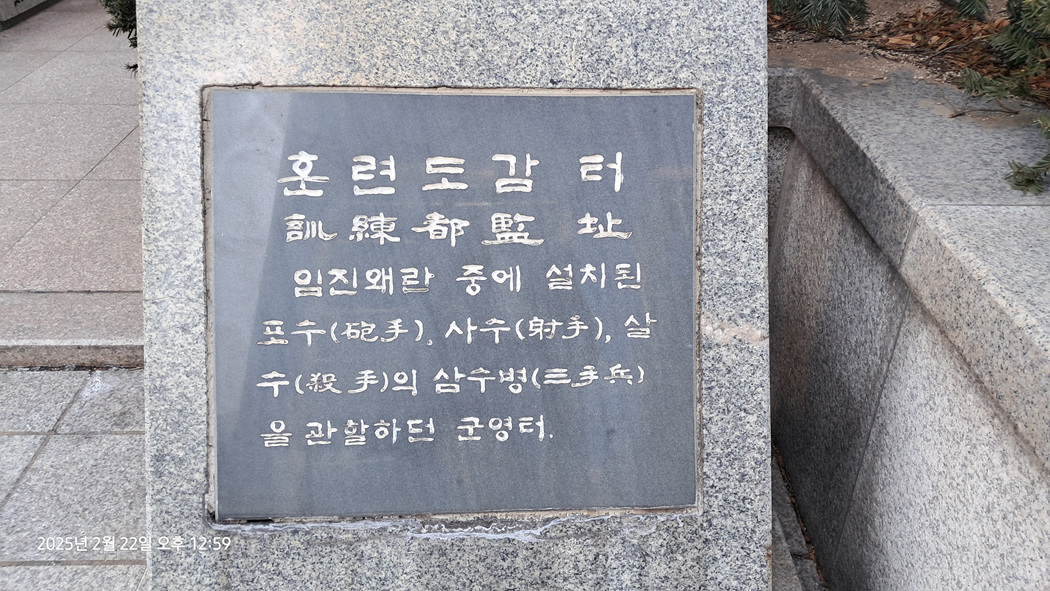 훈련도감 터
訓練都監 址
임진왜란 중에 설치된
포수(砲手), 사수(射手), 살
수(殺手)의 삼수병(三手兵)
을 관할하던 군영터.
2025년 2월 22일 오후 12:59